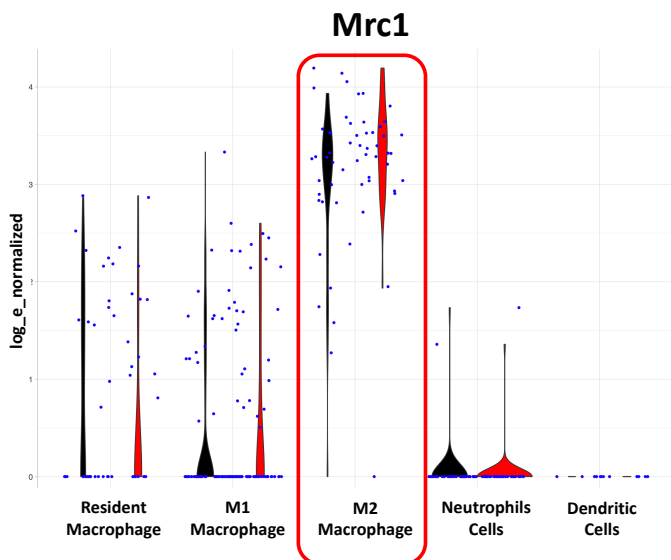 Mrc1
log_e_normalized
4
3
2
1
0
Resident
Macrophage
M1
Macrophage
M2
Macrophage
Neutrophils
Cells
Dendritic
Cells